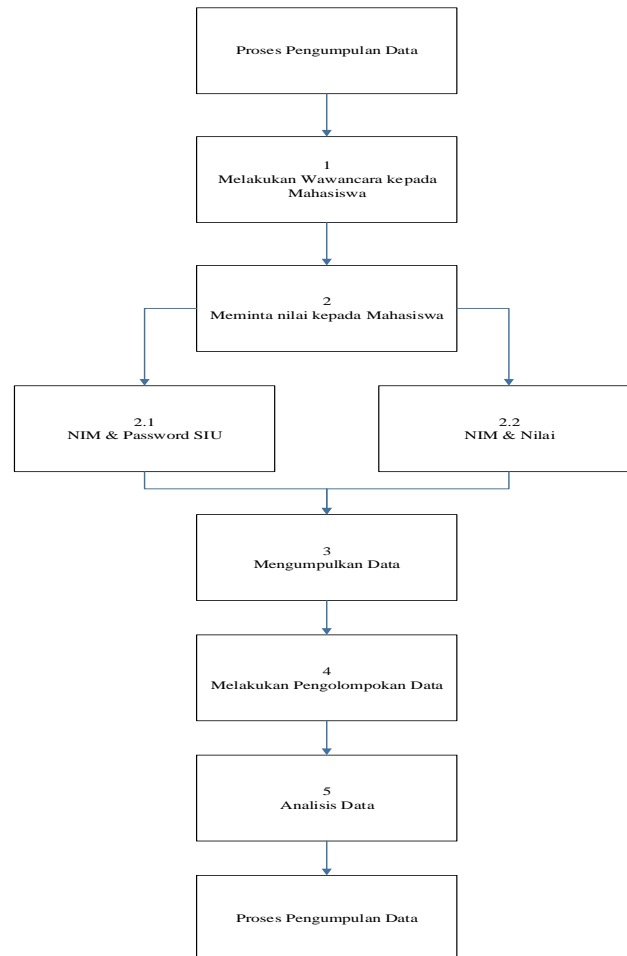 Proses Pengumpulan Data
1
Melakukan Wawancara kepada
Mahasiswa
2
Meminta nilai kepada Mahasiswa
2.1
NIM & Password SIU
2.2
NIM & Nilai
3
Mengumpulkan Data
4
Melakukan Pengolompokan Data
5
Analisis Data
Proses Pengumpulan Data